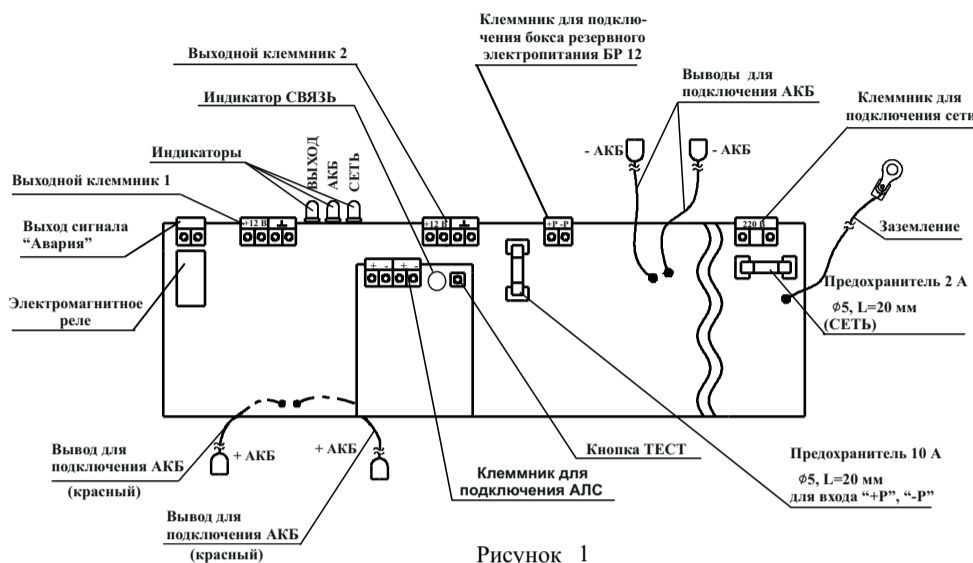 Клеммник для подклю-
чения бокса резервного
электропитания БР 12
Выходной клеммник 2
Выводы для
подключения АКБ
Индикатор СВЯЗЬ
Клеммник для
подключения сети
Индикаторы
ВЫХОД
АКБ
СЕТЬ
- АКБ
- АКБ
Выходной клеммник 1
Выход сигнала
“Авария”
+12 В
+12 В
+P -P
220 В
Заземление
+ - + -
Электромагнитное
реле
Предохранитель 2 А
ϕ5, L=20 мм
(СЕТЬ)
Вывод для
подключения АКБ
(красный)
+ АКБ
+ АКБ
Кнопка ТЕСТ
Клеммник для
подключения АЛС
Предохранитель 10 А
ϕ5, L=20 мм
для входа “+P”, “-P”
Вывод для
подключения АКБ
(красный)
Рисунок 1